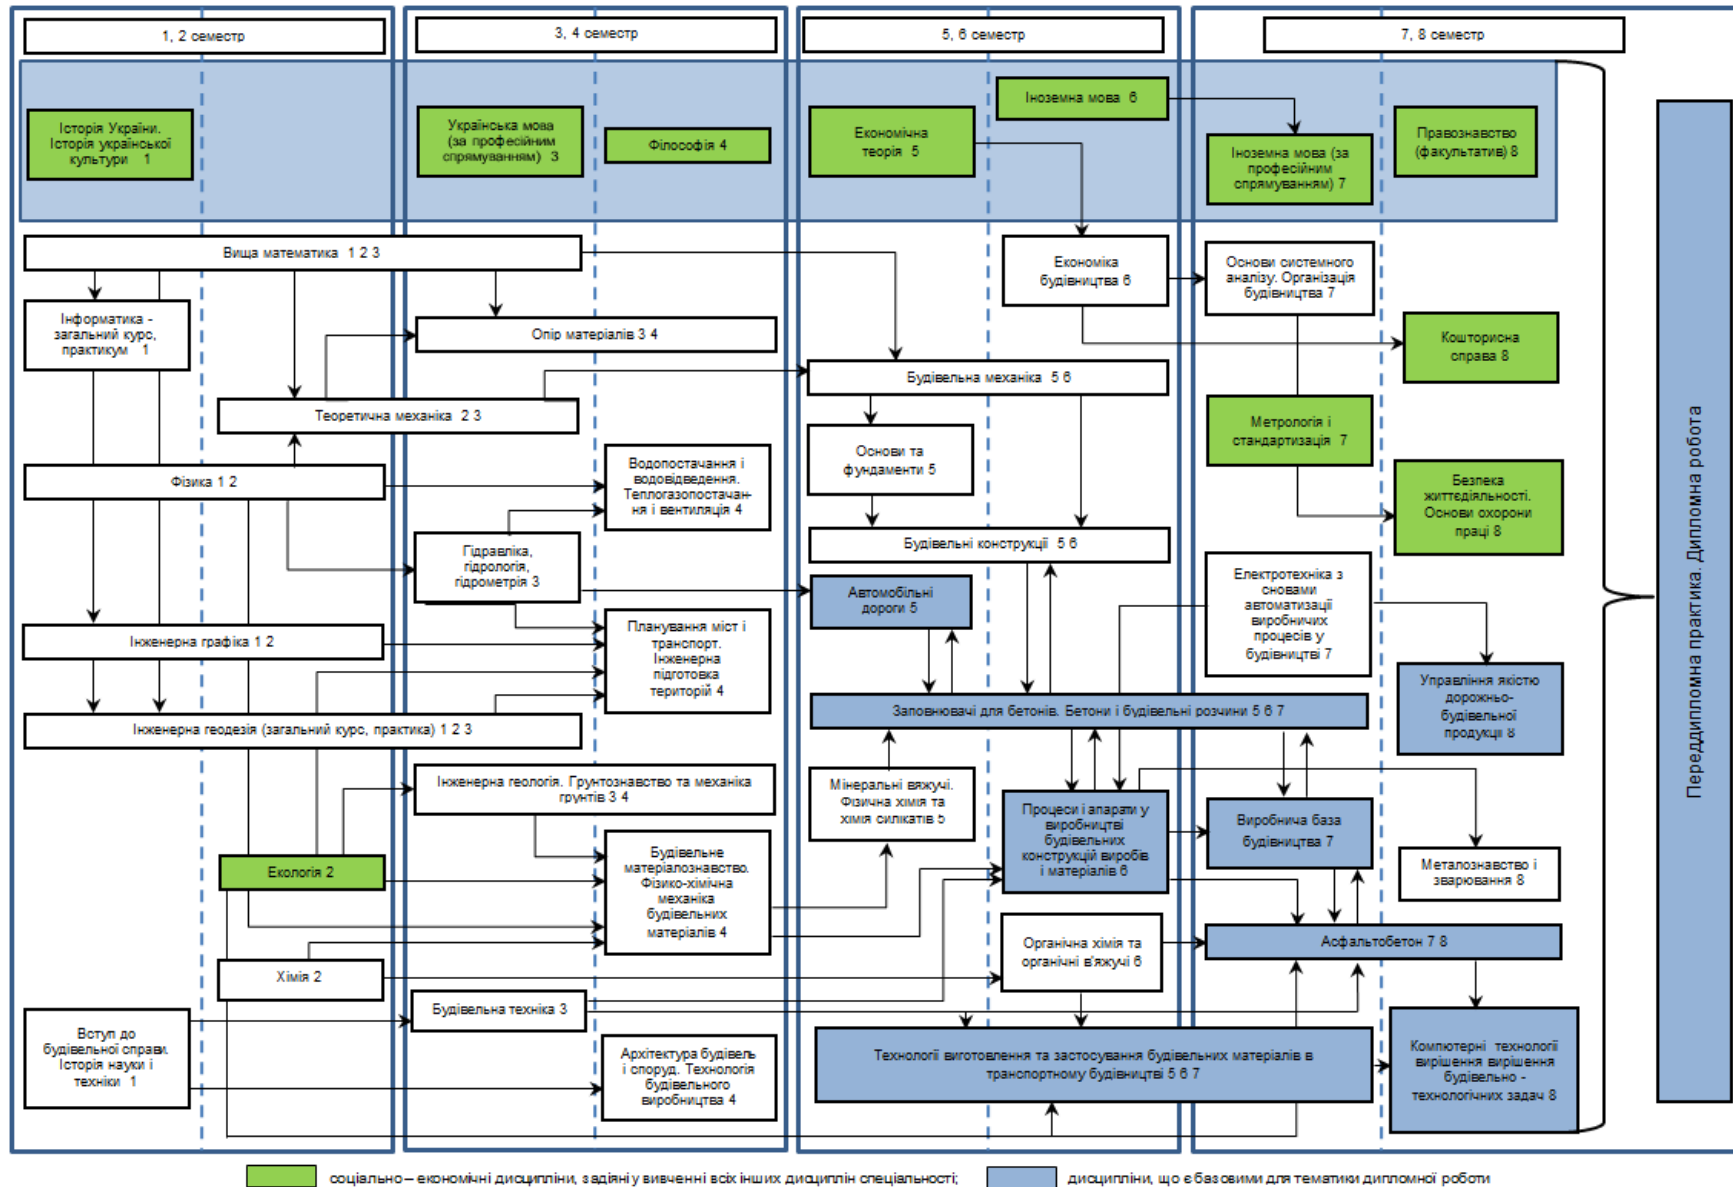 1, 2 семестр
3, 4 семестр
5, 6 семестр
7, 8 семестр
Історія України.
Історія української
культури 1
Українська мова
(за професійним
спрямуванням) 3
Філософія 4
Економічна
теорія 5
Іноземна мова 6
Іноземна мова (за
професійним
спрямуванням) 7
Правознавство
(факультатив) 8
Вища математика 1 2 3
Економіка
будівництва 6
Основи системного
аналізу. Організація
будівництва 7
Інформатика -
загальний курс,
практикум 1
Опір матеріалів 3 4
Кошторисна
справа 8
Будівельна механіка 5 6
Теоретична механіка 2 3
Метрологія і
стандартизація 7
Основи та
фундаменти 5
Фізика 1 2
Водопостачання і
водовідведення.
Теплогазопостачан-
ня і вентиляція 4
Безпека
життєдіяльності.
Основи охорони
праці 8
Гідравліка,
гідрологія,
гідрометрія 3
Будівельні конструкції 5 6
Автомобільні
дороги 5
Електротехніка з
сновами
автоматизації
виробничих
процесів у
будівництві 7
Інженерна графіка 1 2
Планування міст і
транспорт.
Інженерна
підготовка
територій 4
Управління якістю
дорожньо-
будівельної
продукції 8
Інженерна геодезія (загальний курс, практика) 1 2 3
Заповнювачі для бетонів. Бетони і будівельні розчини 5 6 7
Інженерна геологія. Грунтознавство та механіка
грунтів 3 4
Мінеральні вяжучі.
Фізична хімія та
хімія силікатів 5
Процеси і апарати у
виробництві
будівельних
конструкцій виробів
і матеріалів 6
Виробнича база
будівництва 7
Екологія 2
Будівельне
матеріалознавство.
Фізико-хімічна
механіка
будівельних
матеріалів 4
Металознавство і
зварювання 8
Хімія 2
Органічна хімія та
органічні в'яжучі 6
Асфальтобетон 7 8
Будівельна техніка 3
Вступ до
будівельної справи.
Історія науки і
техніки 1
Архітектура будівель
і споруд. Технологія
будівельного
виробництва 4
Технології виготовлення та застосування будівельних матеріалів в
транспортному будівництві 5 6 7
Компютерні технології
вирішення вирішення
будівельно -
технологічних задач 8
Переддипломна практика. Дипломна робота
соціально – економічні дисципліни, задіяні у вивченні всіх інших дисциплін спеціальності;
дисципліни, що є базовими для тематики дипломної роботи